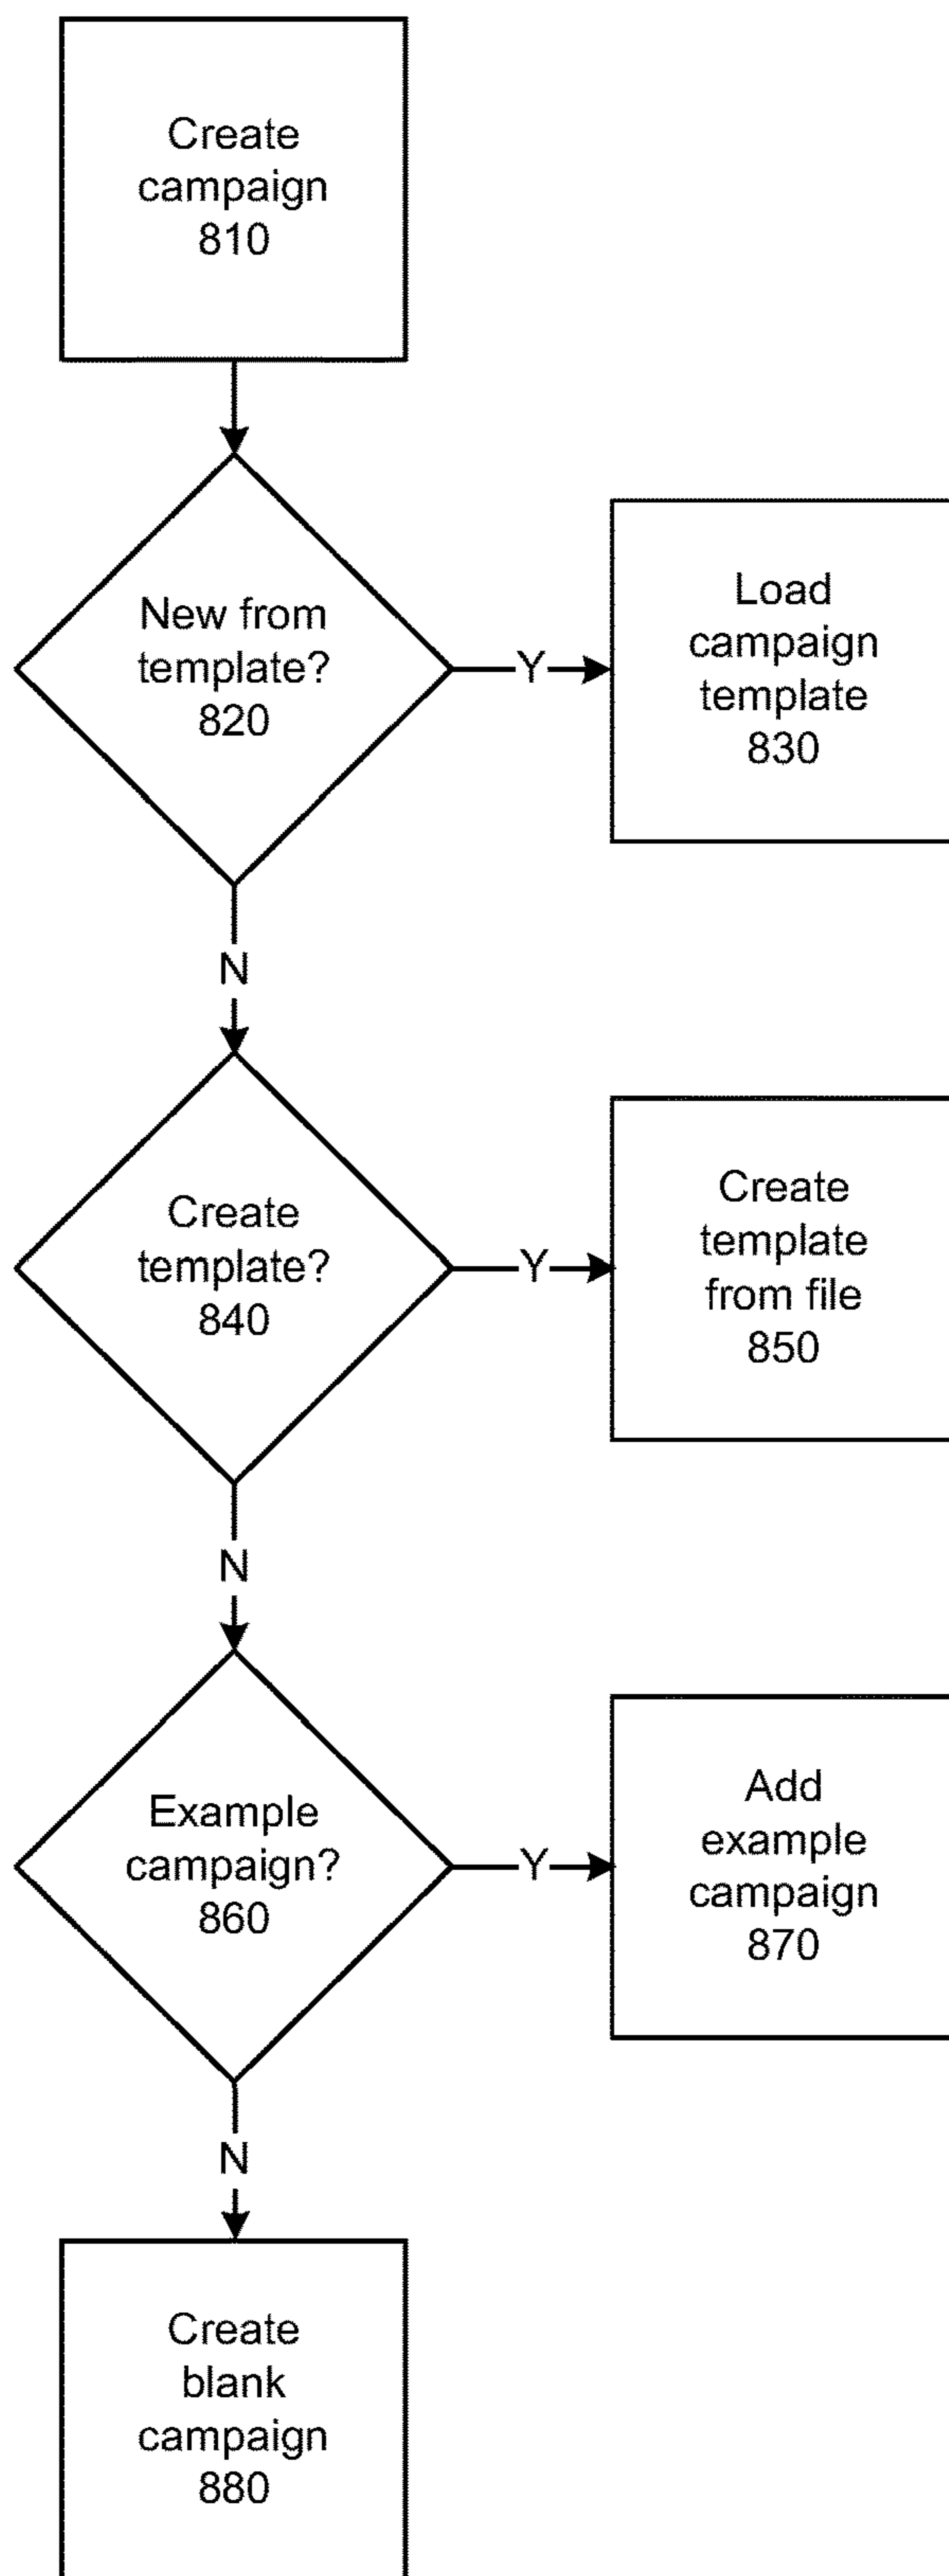 Create
campaign
810
New from
template?
820
Y
Load
campaign
template
830
N
Create
template?
840
Y
Create
template
from file
850
N
Example
campaign?
860
Y
Add
example
campaign
870
N
Create
blank
campaign
880